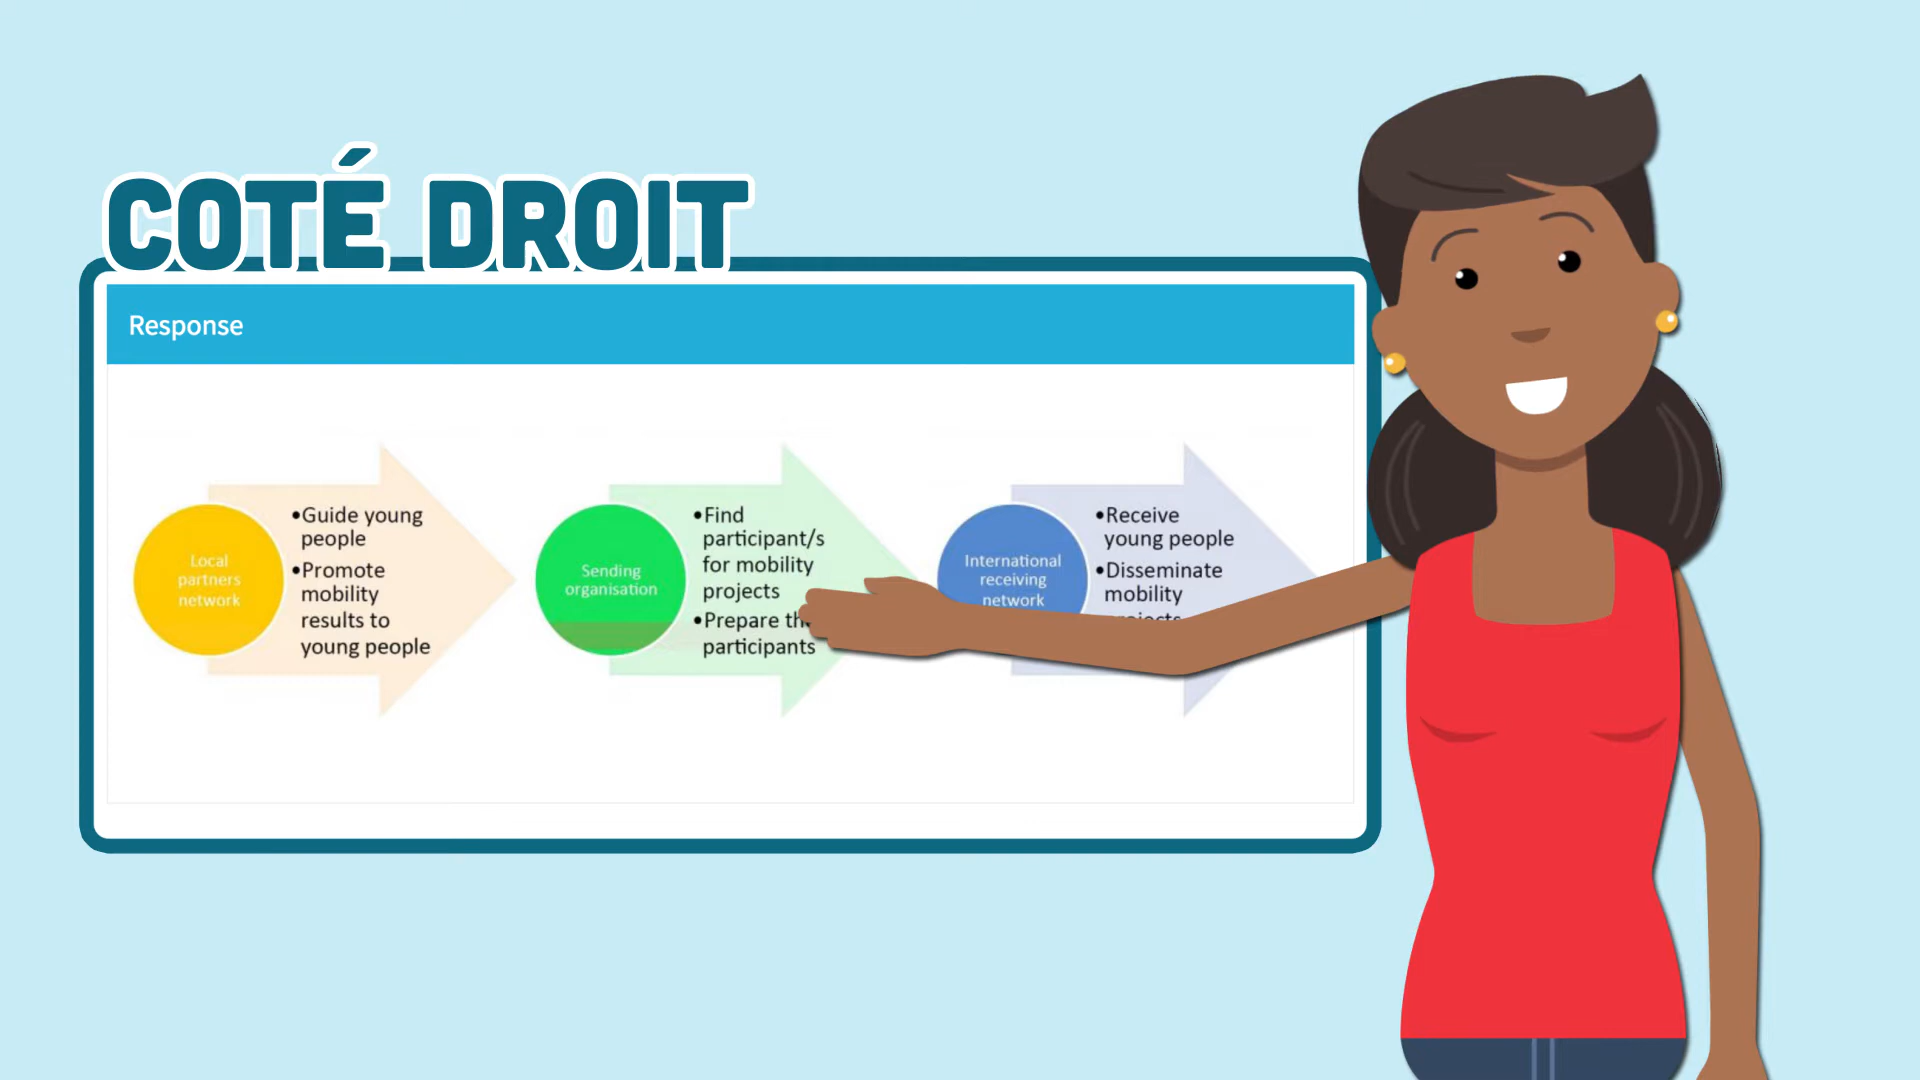 COTÉ DROIT
Response
Local
partners
network
•Guide young
people
•Promote
mobility
results to
young people
Sending
organisation
•Find
participant/s
for mobility
projects
•Prepare
participants
International
receiving
network
•Receive
young people
•Disseminate
mobility